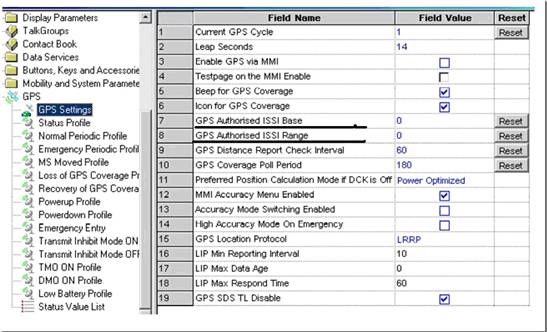 Display Parameters
TalkGroups
Contact Book
Data Services
Buttons, Keys and Accessorie
Mobility and System Paramete
GPS
GPS Settings
Status Profile
Normal Periodic Profile
Emergency Periodic Profil
MS Moved Profile
Loss of GPS Coverage Pr
Recovery of GPS Covera
Powerup Profile
Powerdown Profile
Emergency Entry
Transmit Inhibit Mode ON
Transmit Inhibit Mode OFF
TMO ON Profile
DMO ON Profile
Low Battery Profile
Status Value List
Field Name Field Value Reset
1 Current GPS Cycle 1 Reset
2 Leap Seconds 14
3 Enable GPS via MMI
4 Testpage on the MMI Enable
5 Beep for GPS Coverage
6 Icon for GPS Coverage
7 GPS Authorised ISSI Base 0 Reset
8 GPS Authorised ISSI Range 0 Reset
9 GPS Distance Report Check Interval 60 Reset
10 GPS Coverage Poll Period 180 Reset
11 Preferred Position Calculation Mode if DCK is Off Power Optimized
12 MMI Accuracy Menu Enabled
13 Accuracy Mode Switching Enabled
14 High Accuracy Mode On Emergency
15 GPS Location Protocol LRRP
16 LIP Min Reporting Interval 10
17 LIP Max Data Age 0
18 LIP Max Respond Time 60
19 GPS SDS TL Disable